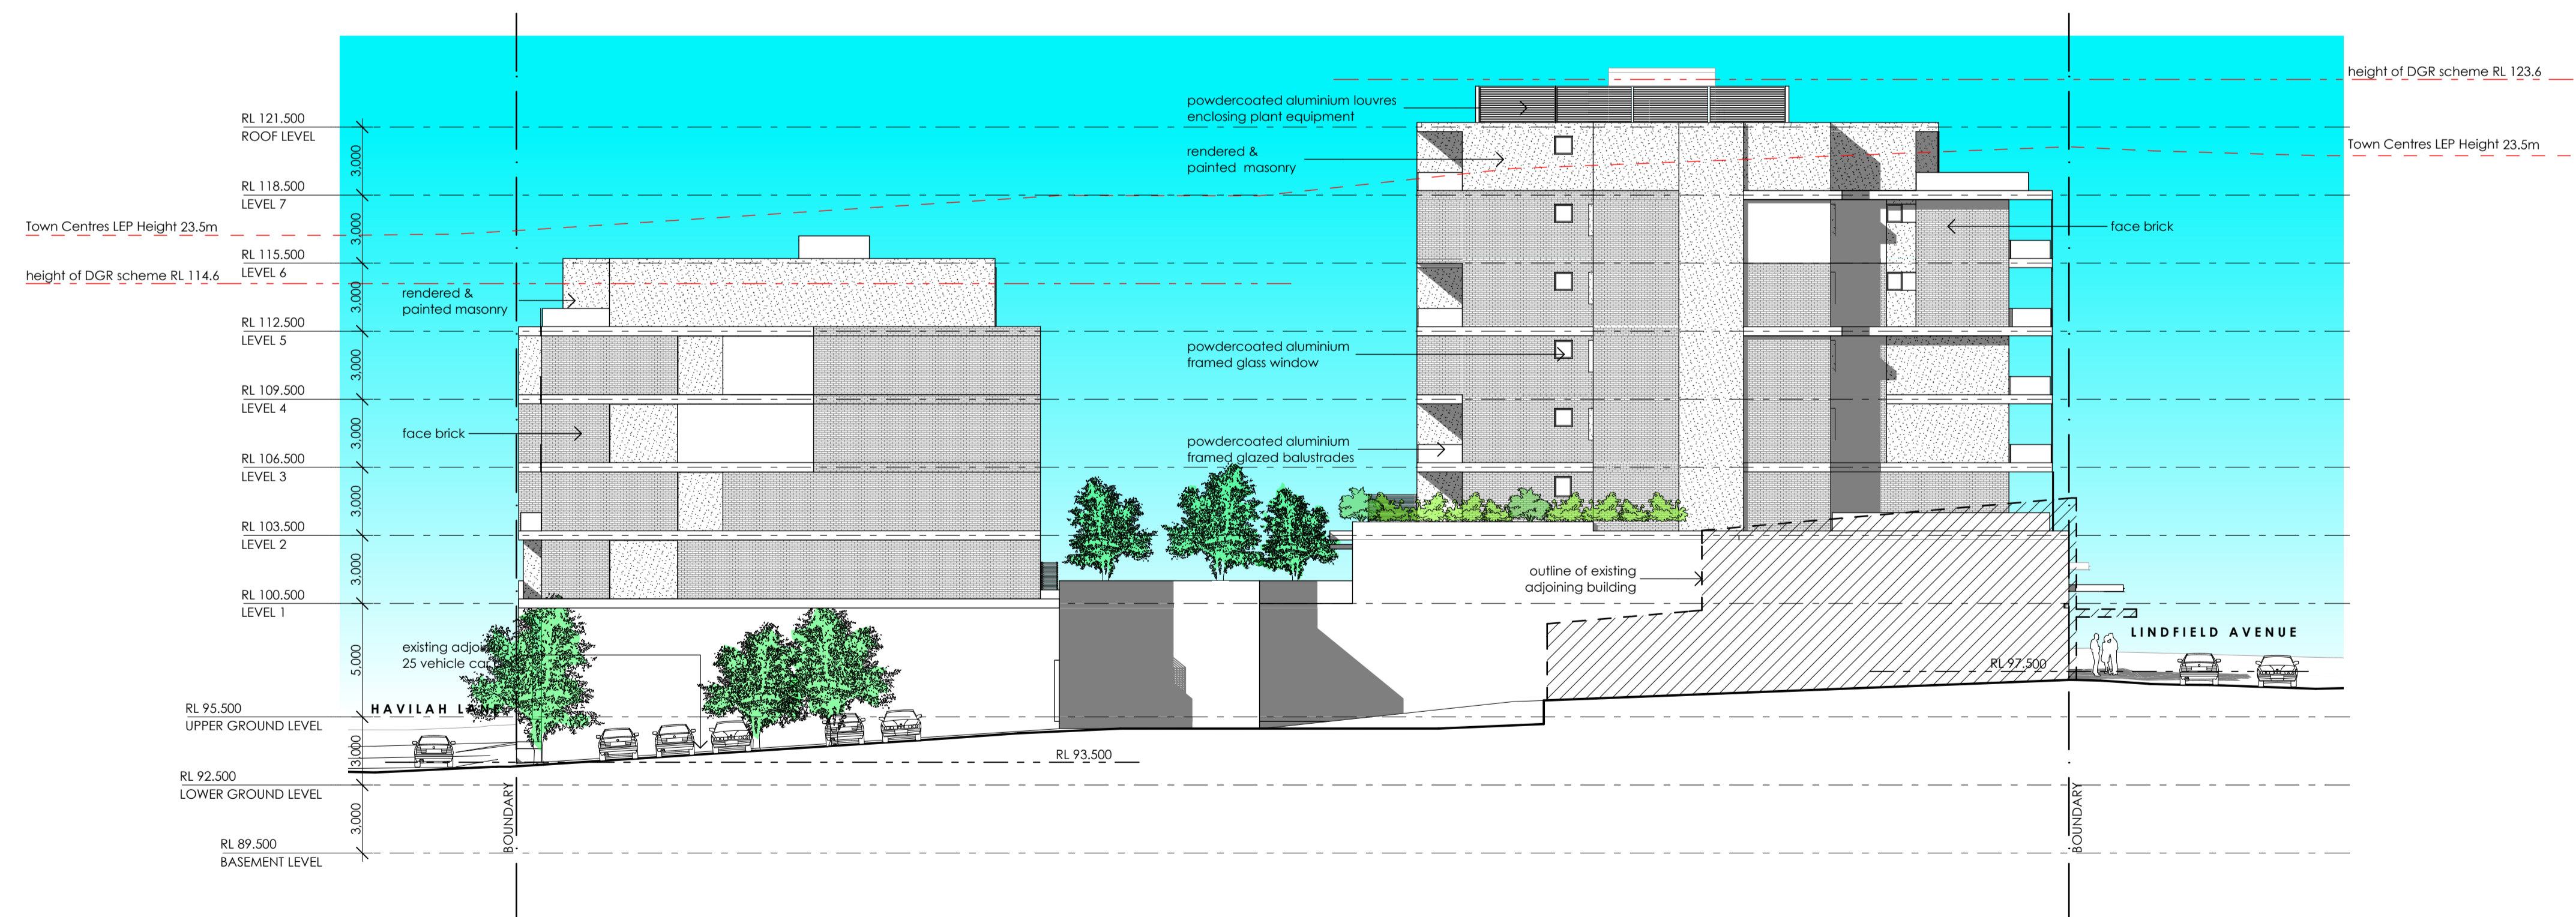 height of DGR scheme RL 123.6
powdercoated aluminium louvres
enclosing plant equipment
RL 121.500
ROOF LEVEL
Town Centres LEP Height 23.5m
rendered &
painted masonry
3,000
RL 118.500
LEVEL 7
Town Centres LEP Height 23.5m
3,000
face brick
RL 115.500
LEVEL 6
height of DGR scheme RL 114.6
3,000
rendered &
painted masonry
RL 112.500
LEVEL 5
powdercoated aluminium
framed glass window
3,000
RL 109.500
LEVEL 4
face brick
3,000
powdercoated aluminium
framed glazed balustrades
RL 106.500
LEVEL 3
3,000
RL 103.500
LEVEL 2
3,000
outline of existing
adjoining building
RL 100.500
LEVEL 1
LINDFIELD AVENUE
existing
25 vehicle
5,000
RL 97.500
RL 95.500
UPPER GROUND LEVEL
HAVILAH
3,000
RL 93.500
RL 92.500
LOWER GROUND LEVEL
3,000
BOUNDARY
BOUNDARY
RL 89.500
BASEMENT LEVEL